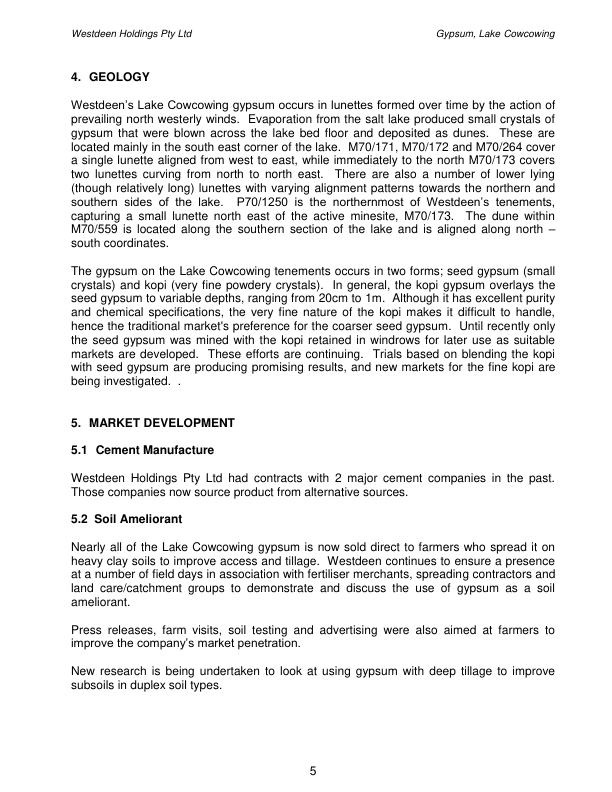 Westdeen Holdings Pty Ltd Gypsum, Lake Cowcowing
4. GEOLOGY
Westdeen's Lake Cowcowing gypsum occurs in lunettes formed over time by the action of
prevailing north westerly winds. Evaporation from the salt lake produced small crystals of
gypsum that were blown across the lake bed floor and deposited as dunes. These are
located mainly in the south east corner of the lake. M70/171, M70/172 and M70/264 cover
a single lunette aligned from west to east, while immediately to the north M70/173 covers
two lunettes curving from north to north east. There are also a number of lower lying
(though relatively long) lunettes with varying alignment patterns towards the northern and
southern sides of the lake. P70/1250 is the northernmost of Westdeen's tenements,
capturing a small lunette north east of the active minesite, M70/173. The dune within
M70/559 is located along the southern section of the lake and is aligned along north –
south coordinates.
The gypsum on the Lake Cowcowing tenements occurs in two forms; seed gypsum (small
crystals) and kopi (very fine powdery crystals). In general, the kopi gypsum overlays the
seed gypsum to variable depths, ranging from 20cm to 1m. Although it has excellent purity
and chemical specifications, the very fine nature of the kopi makes it difficult to handle,
hence the traditional market's preference for the coarser seed gypsum. Until recently only
the seed gypsum was mined with the kopi retained in windrows for later use as suitable
markets are developed. These efforts are continuing. Trials based on blending the kopi
with seed gypsum are producing promising results, and new markets for the fine kopi are
being investigated. .
5. MARKET DEVELOPMENT
5.1 Cement Manufacture
Westdeen Holdings Pty Ltd had contracts with 2 major cement companies in the past.
Those companies now source product from alternative sources.
5.2 Soil Ameliorant
Nearly all of the Lake Cowcowing gypsum is now sold direct to farmers who spread it on
heavy clay soils to improve access and tillage. Westdeen continues to ensure a presence
at a number of field days in association with fertiliser merchants, spreading contractors and
land care/catchment groups to demonstrate and discuss the use of gypsum as a soil
ameliorant.
Press releases, farm visits, soil testing and advertising were also aimed at farmers to
improve the company's market penetration.
New research is being undertaken to look at using gypsum with deep tillage to improve
subsoils in duplex soil types.
5